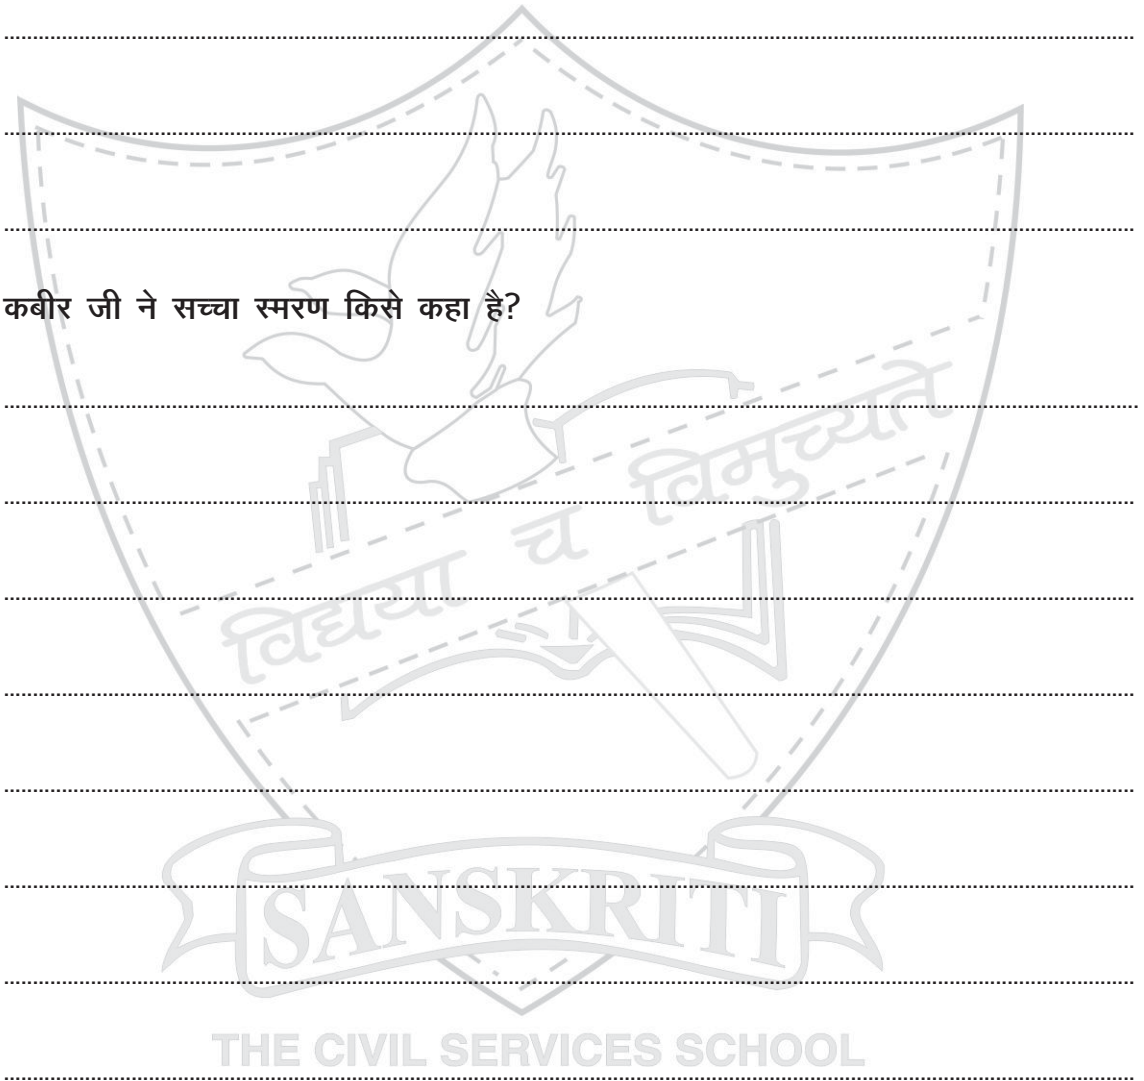 कबीर जी ने सच्चा स्मरण किसे कहा है?
विद्यया च विमुच्यते
SANSKRITI
THE CIVIL SERVICES SCHOOL